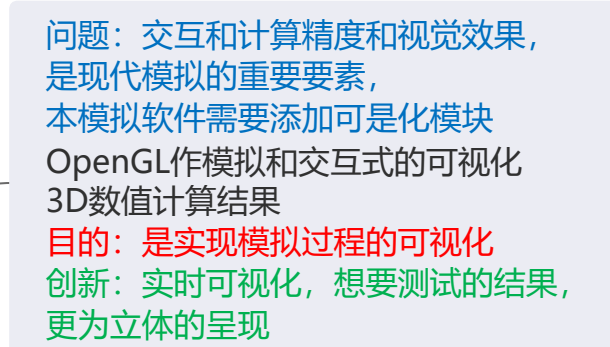 问题：交互和计算精度和视觉效果，
是现代模拟的重要要素，
本模拟软件需要添加可是化模块
OpenGL作模拟和交互式的可视化
3D数值计算结果
目的：是实现模拟过程的可视化
创新：实时可视化，想要测试的结果，
更为立体的呈现